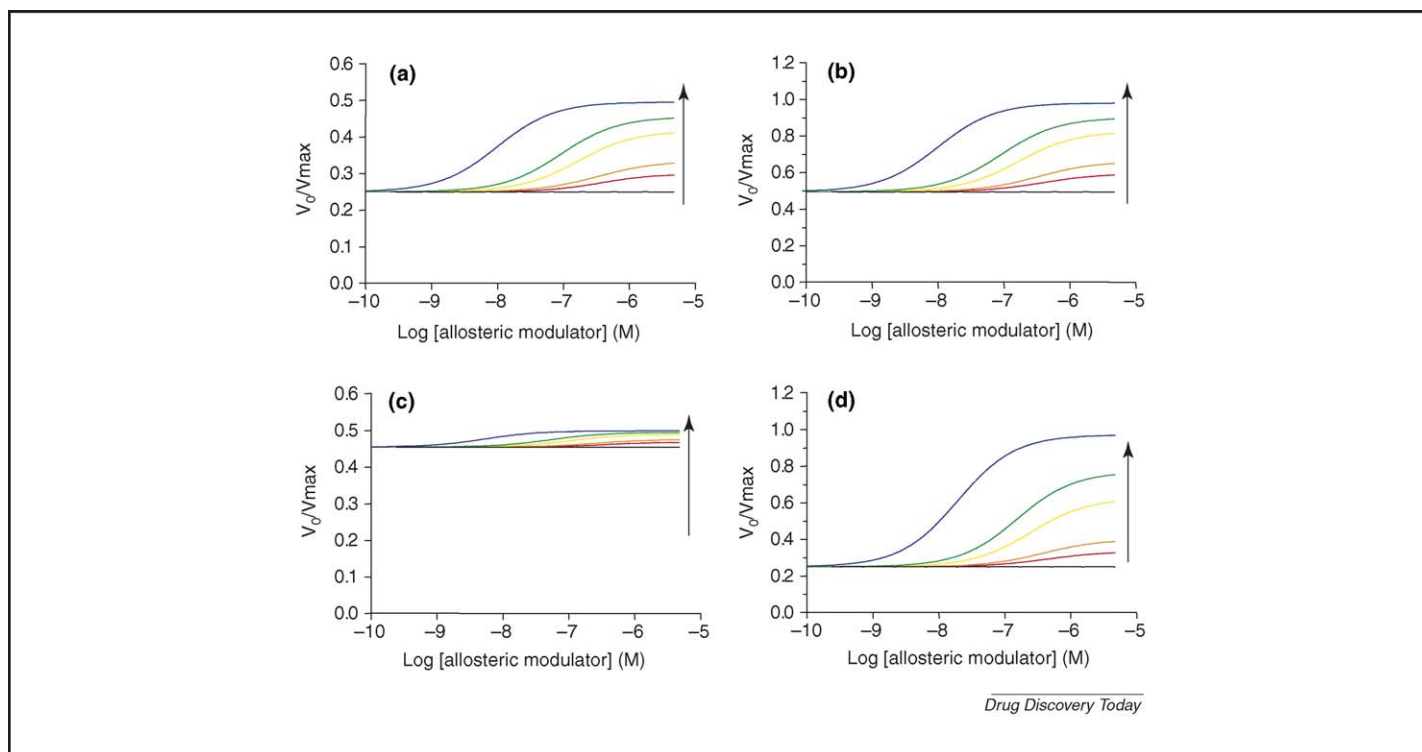 (a)
0.6
0.5
0.4
0.3
0.2
0.1
0.0
V0/Vmax
–10 –9 –8 –7 –6 –5
Log [allosteric modulator] (M)
(b)
1.2
1.0
0.8
0.6
0.4
0.2
0.0
V0/Vmax
–10 –9 –8 –7 –6 –5
Log [allosteric modulator] (M)
(c)
0.6
0.5
0.4
0.3
0.2
0.1
0.0
V0/Vmax
–10 –9 –8 –7 –6 –5
Log [allosteric modulator] (M)
(d)
1.2
1.0
0.8
0.6
0.4
0.2
0.0
V0/Vmax
–10 –9 –8 –7 –6 –5
Log [allosteric modulator] (M)
Drug Discovery Today